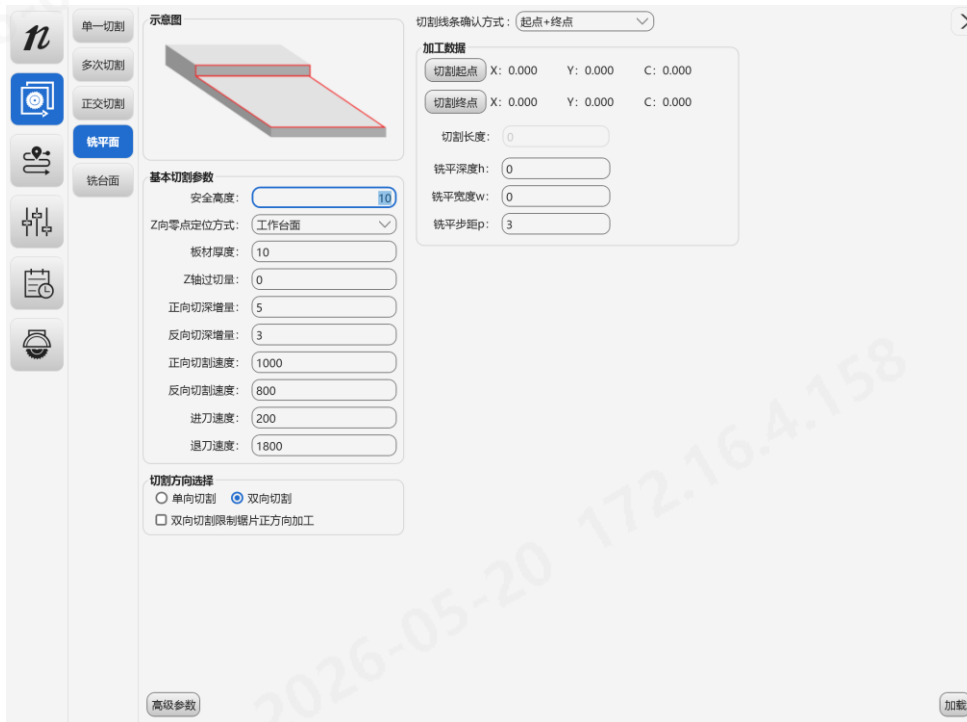 n
单一切割
多次切割
正交切割
铣平面
铣台面
示意图
基本切割参数
安全高度： 10
Z向零点定位方式： 工作台面
板材厚度： 10
Z轴过切量： 0
正向切深增量： 5
反向切深增量： 3
正向切割速度： 1000
反向切割速度： 800
进刀速度： 200
退刀速度： 1800
切割方向选择
单向切割 双向切割
双向切割限制锯片正方向加工
高级参数
切割线条确认方式： 起点+终点
加工数据
切割起点 X: 0.000 Y: 0.000 C: 0.000
切割终点 X: 0.000 Y: 0.000 C: 0.000
切割长度： 0
铣平深度h： 0
铣平宽度w： 0
铣平步距p： 3
加载
2026-05-20 172.16.4.158